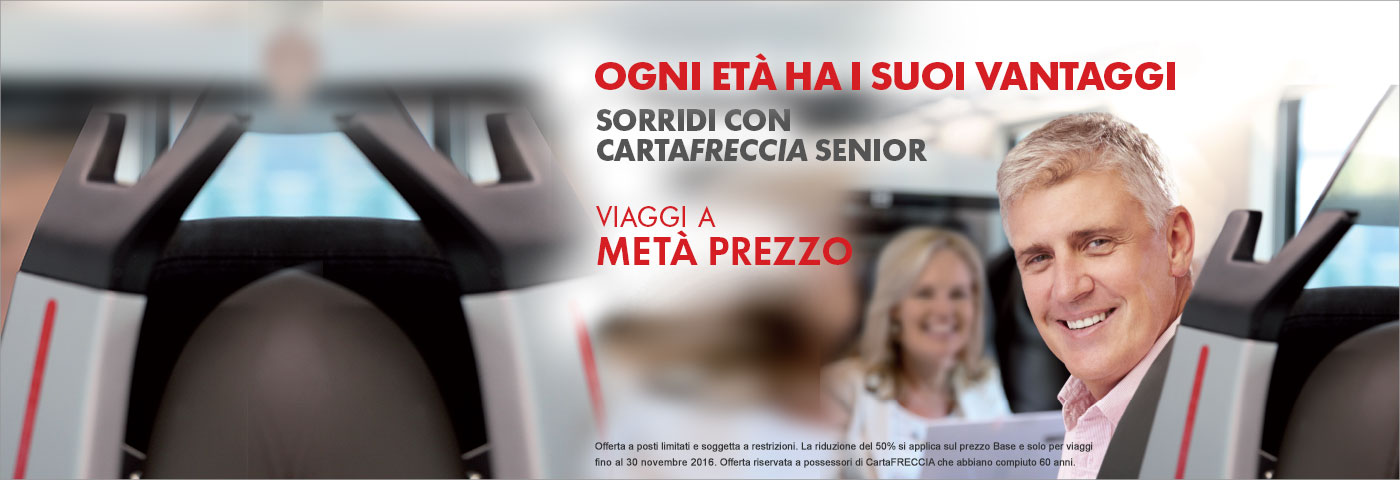 OGNI ETÀ HA I SUOI VANTAGGI
SORRIDI CON
CARTAFRECCIA SENIOR
VIAGGI A
METÀ PREZZO
Offerta a posti limitati e soggetta a restrizioni. La riduzione del 50% si applica sul prezzo Base e solo per viaggi
fino al 30 novembre 2016. Offerta riservata a possessori di CartaFRECCIA che abbiano compiuto 60 anni.